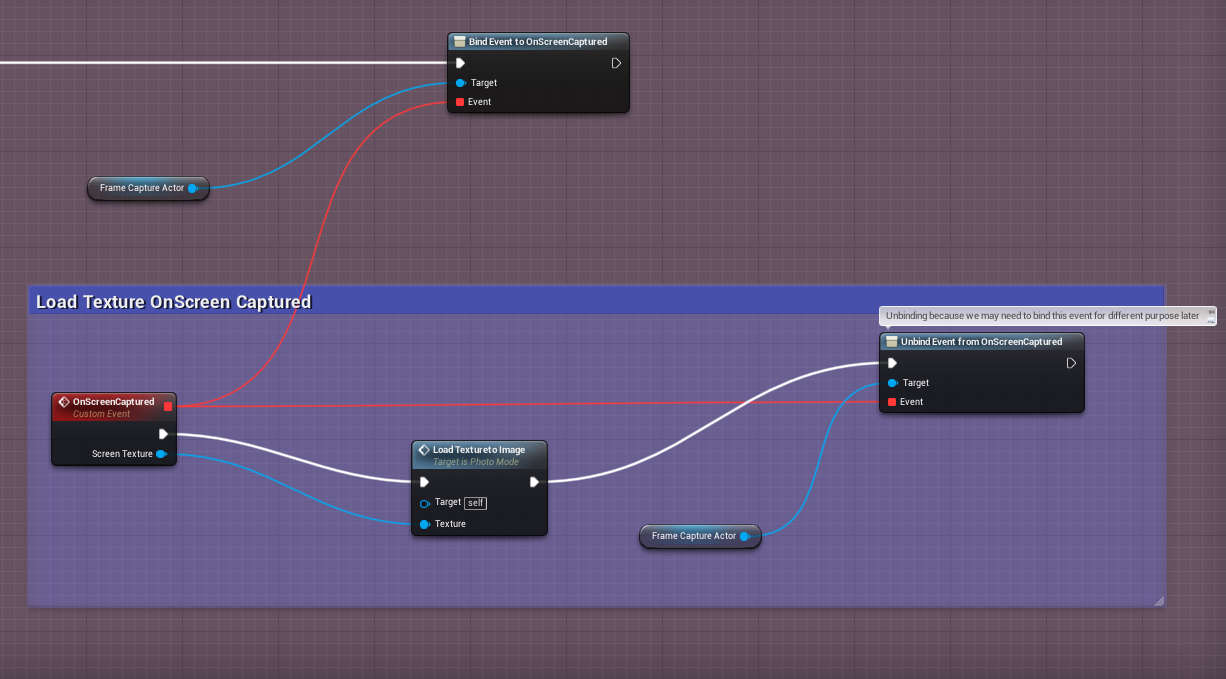 Bind Event to OnScreenCaptured
Target
Event
Frame Capture Actor
Load Texture OnScreen Captured
Unbinding because we may need to bind this event for different purpose later
Unbind Event from OnScreenCaptured
Target
Event
OnScreenCaptured
Custom Event
Screen Texture
Load Textureto Image
Target is Photo Mode
Target self
Texture
Frame Capture Actor